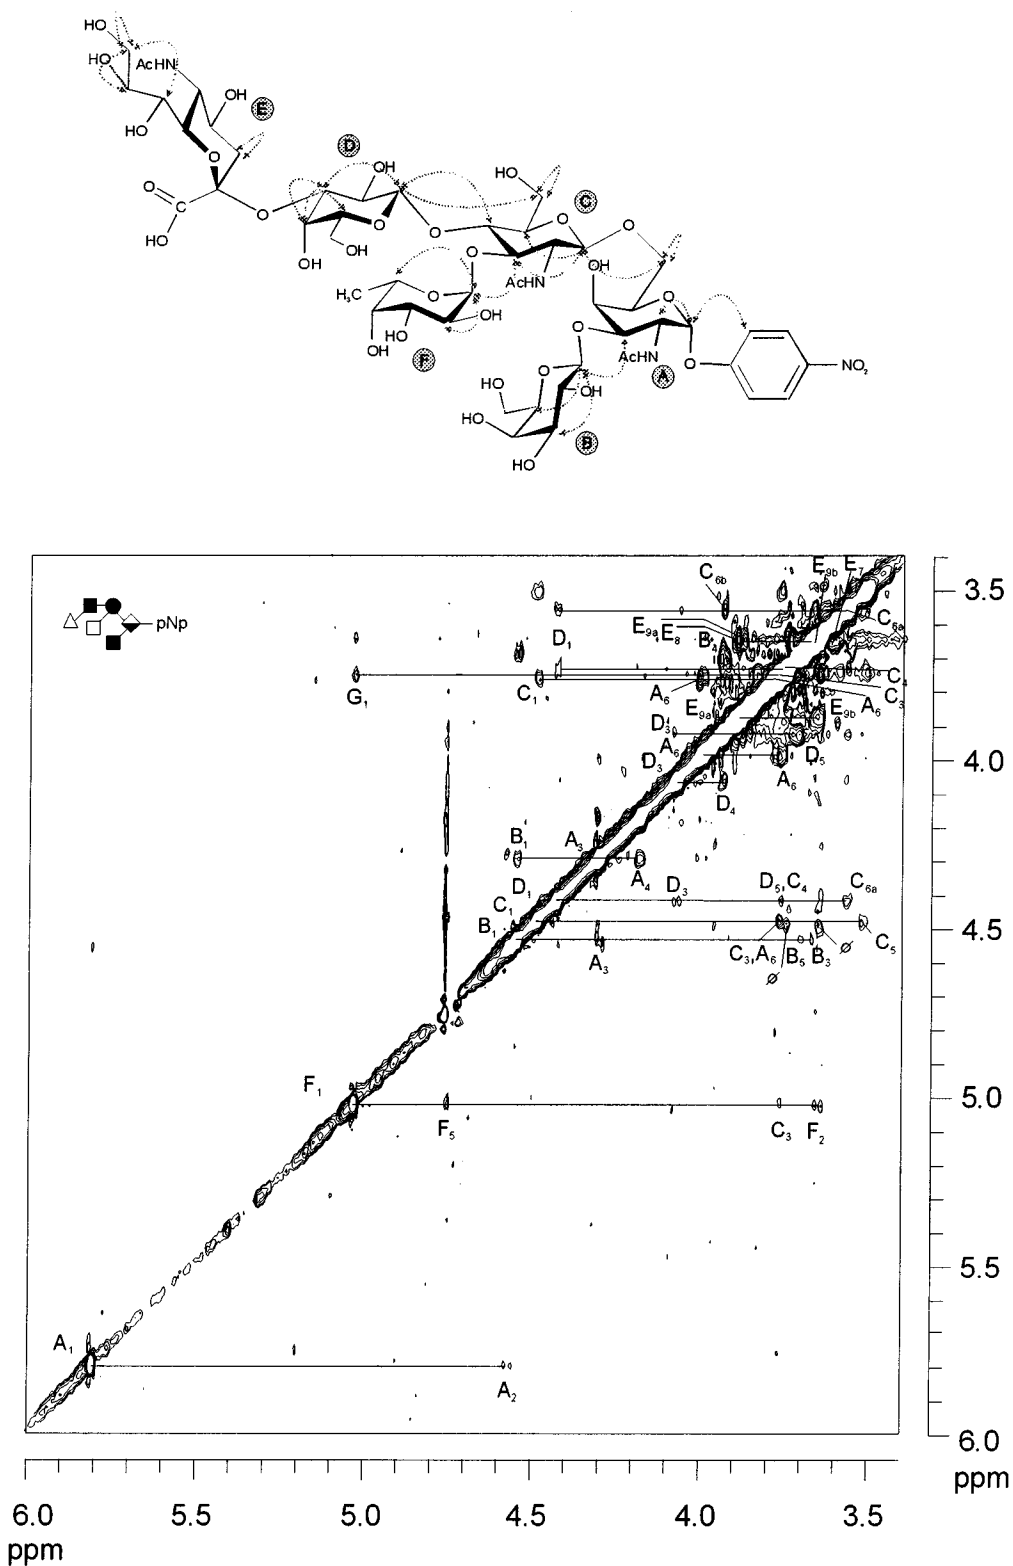 HO
HO
AcHN
OH
E
HO
D
OH
HO
C
O
O
C
O
O
O
HO
O
O
OH
OH
O
AcHN
OH
H₃C
O
O
OH
HO
OH
F
O
AcHN
A
O
NO₂
HO
O
OH
HO
B
HO
pNp
C6b
E9b
E7
E9a
E8
B2
D1
C6a
G1
C1
A6
C4
C3
E9a
E9b
A6
D3
A6
D5
D3
A6
D4
B1
A3
A4
D1
D3
D5,C4
C6a
C1
B1
A3
C3,A6
B5
B3
C5
F1
F5
C3
F2
A1
A2
3.5
4.0
4.5
5.0
5.5
6.0
ppm
6.0
5.5
5.0
4.5
4.0
3.5
ppm